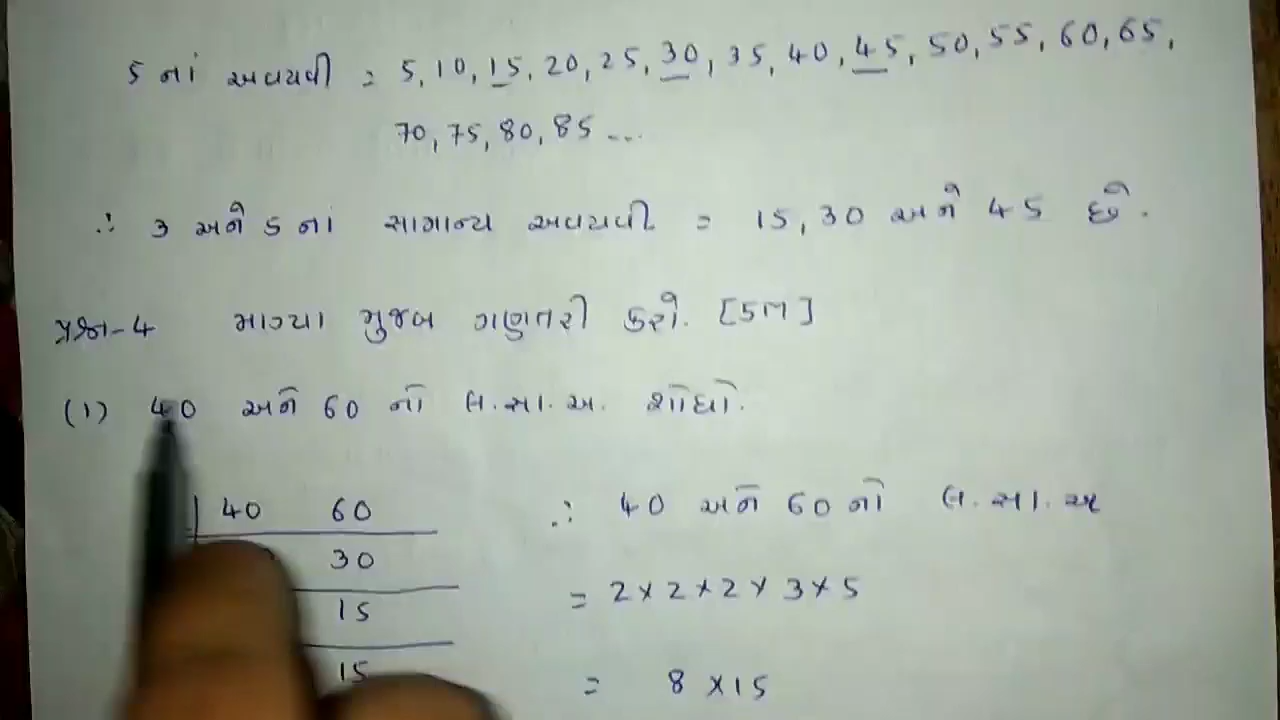 5 નાં અવયવી = 5, 10, 15, 20, 25, 30, 35, 40, 45, 50, 55, 60, 65,
70, 75, 80, 85 ...
∴ 3 અને 5 નાં સામાન્ય અવયવી = 15, 30 અને 45 છે.
પ્રશ્ન-4 માગ્યા મુજબ ગણતરી કરો. [5M]
(1) 40 અને 60 નો લ.સા.અ. શોધો.
40 60
30
15
15
∴ 40 અને 60 નો લ.સા.અ
= 2 × 2 × 2 × 3 × 5
= 8 × 15